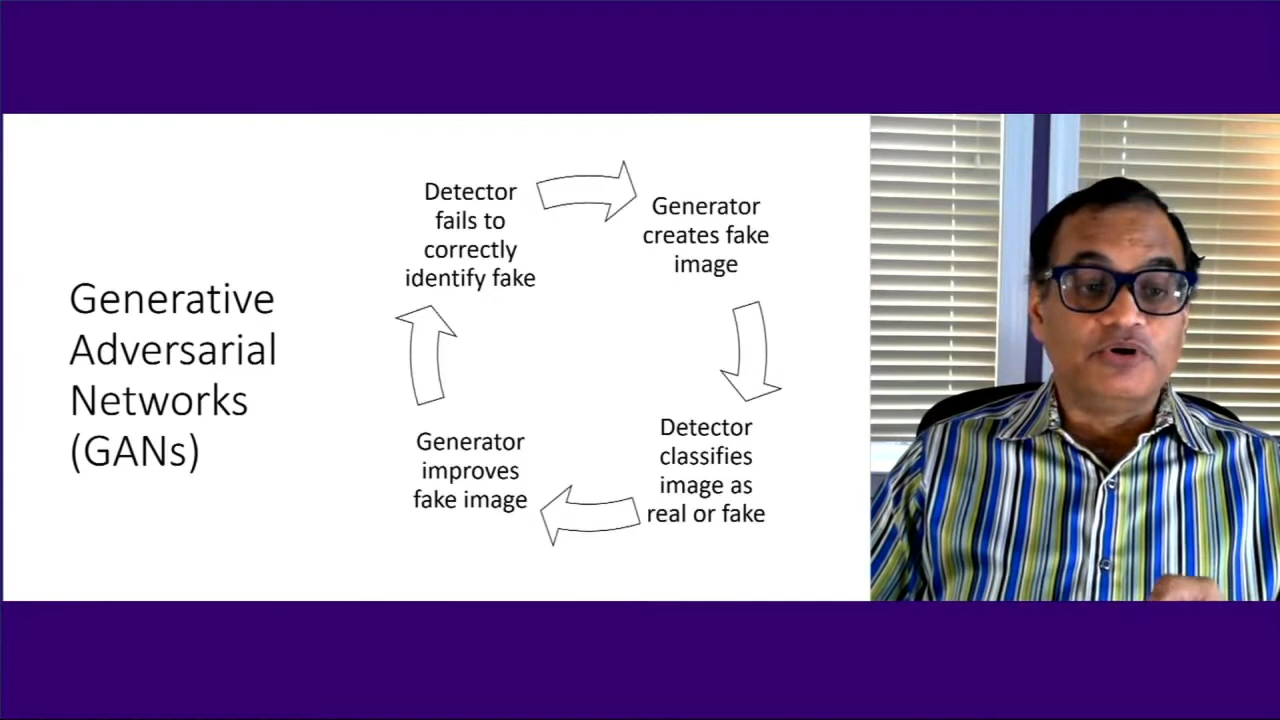 Generative
Adversarial
Networks
(GANs)
Detector
fails to
correctly
identify fake
Generator
creates fake
image
Detector
classifies
image as
real or fake
Generator
improves
fake image